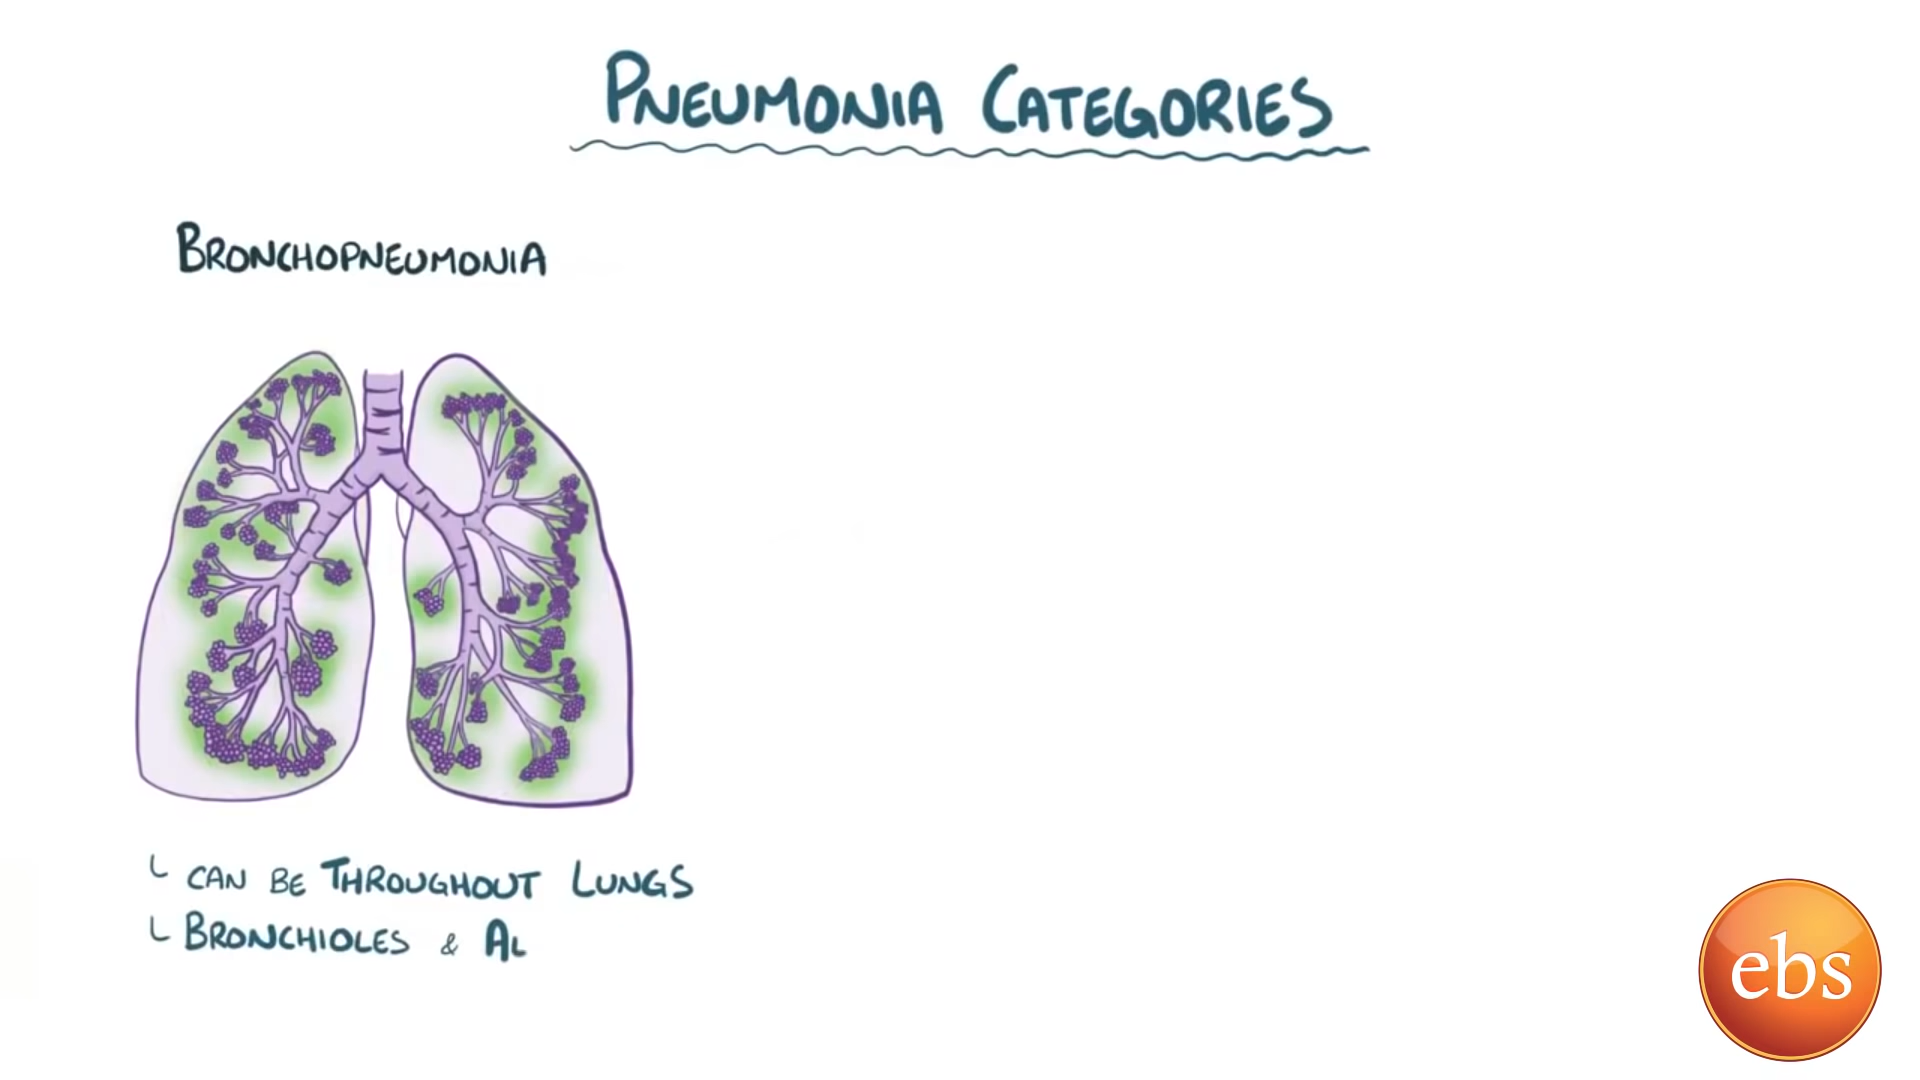 PNEUMONIA CATEGORIES
BRONCHOPNEUMONIA
CAN BE THROUGHOUT LUNGS
BRONCHIOLES & AL
ebs